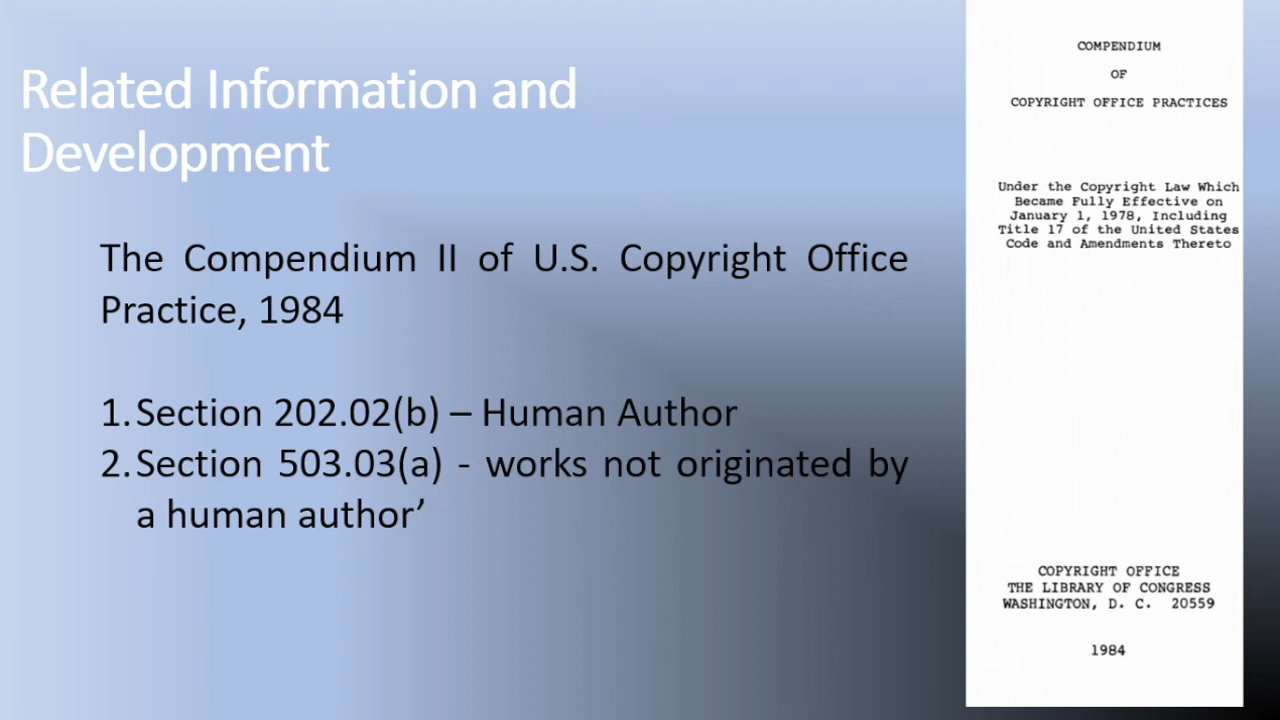 Related Information and
Development
The Compendium II of U.S. Copyright Office
Practice, 1984
1. Section 202.02(b) – Human Author
2. Section 503.03(a) - works not originated by
a human author’
COMPENDIUM
OF
COPYRIGHT OFFICE PRACTICES
Under the Copyright Law Which
Became Fully Effective on
January 1, 1978, Including
Title 17 of the United States
Code and Amendments Thereto
COPYRIGHT OFFICE
THE LIBRARY OF CONGRESS
WASHINGTON, D. C. 20559
1984